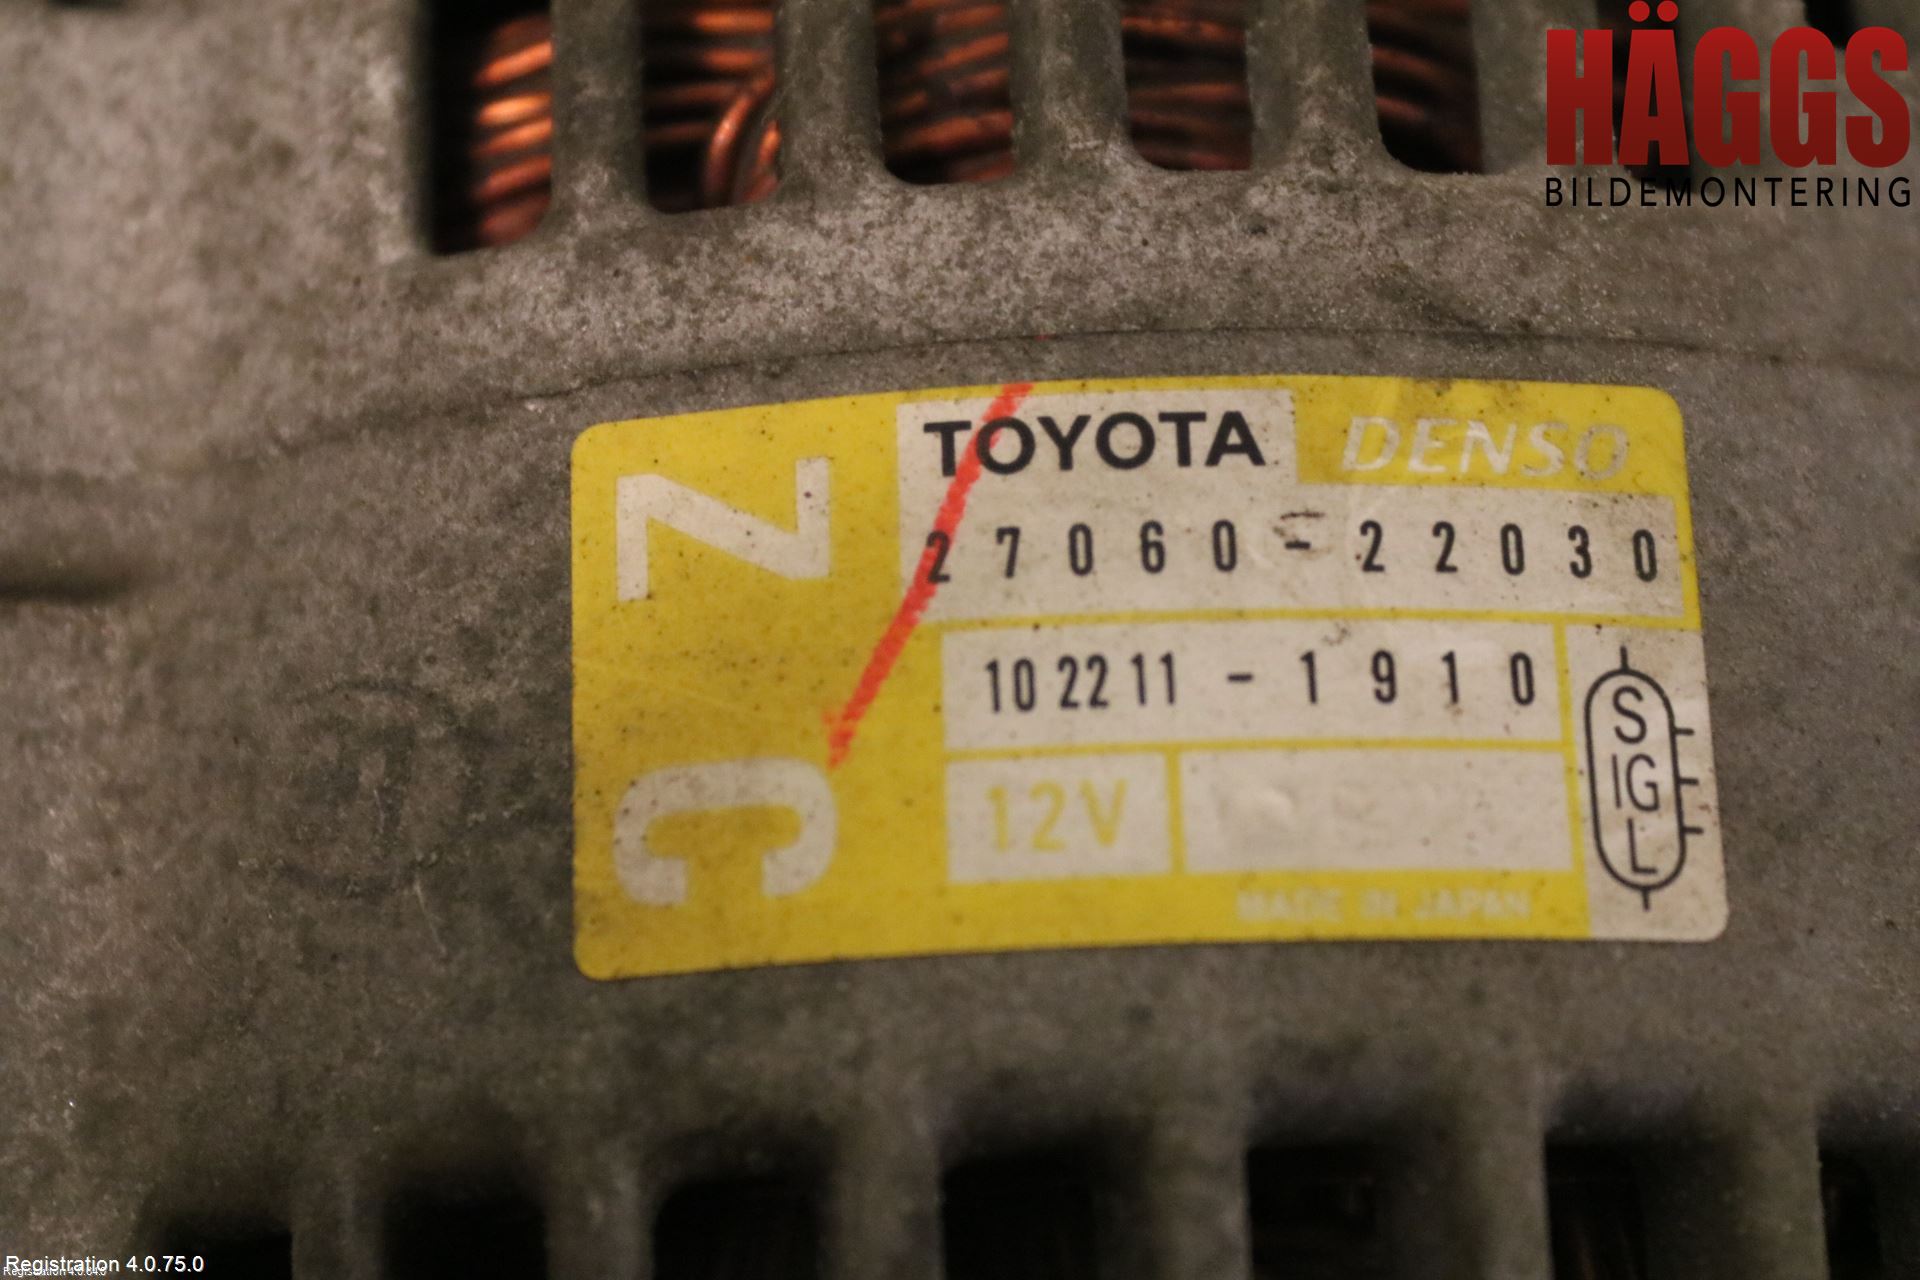 HÄGGS
BILDEMONTERING
TOYOTA DENSO
27060-22030
102211-1910
12V
MADE IN JAPAN
S
IG
L
Z
C
Registration 4.0.75.0